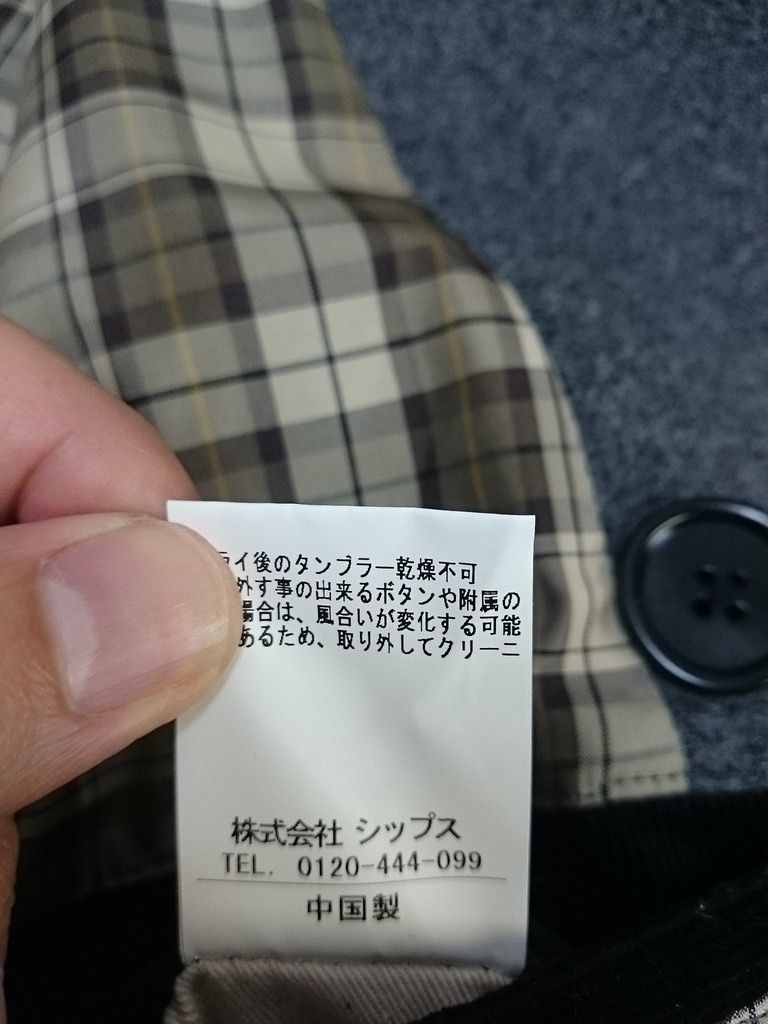 イ後のタンブラー乾燥不可
外す事の出来るボタンや附属の
場合は、風合いが変化する可能
あるため、取り外してクリーニ
株式会社 シップス
TEL. 0120-444-099
中国製